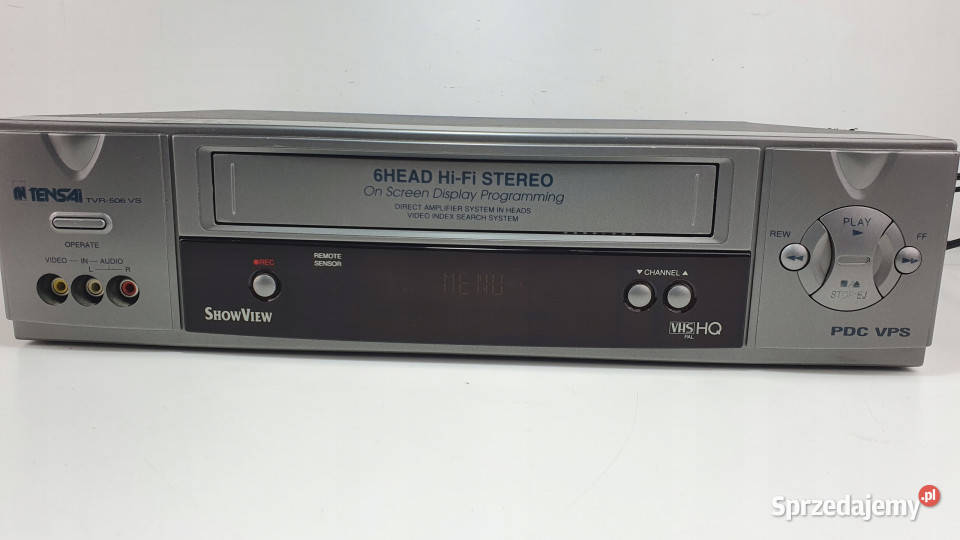 TENSAI TVR-506 VS
OPERATE
VIDEO IN AUDIO
L R
6HEAD Hi-Fi STEREO
On Screen Display Programming
DIRECT AMPLIFIER SYSTEM IN HEADS
VIDEO INDEX SEARCH SYSTEM
REC
REMOTE
SENSOR
MENU
▼ CHANNEL ▲
SHOWVIEW
VHS HQ
PAL
PLAY
REW
FF
STOP/EJ
PDC VPS
Sprzedajemy.pl